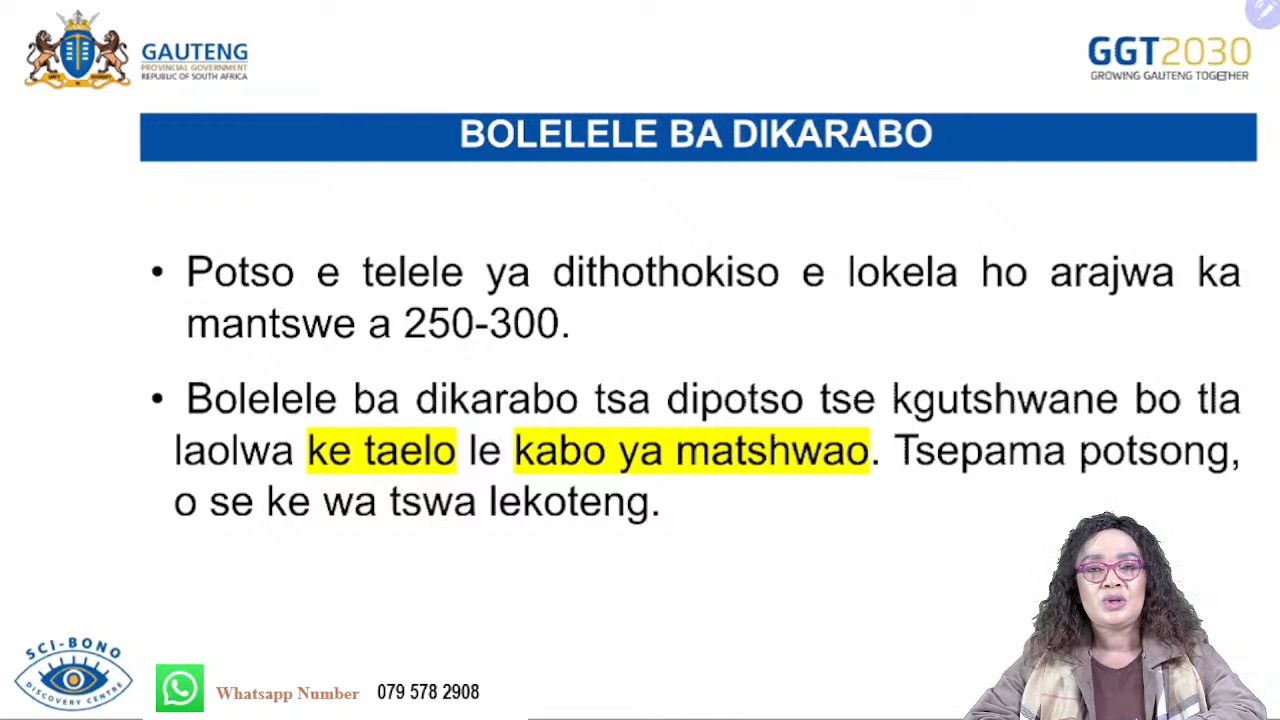 GAUTENG
PROVINCIAL GOVERNMENT
REPUBLIC OF SOUTH AFRICA
GGT2030
GROWING GAUTENG TOGETHER
BOLELELE BA DIKARABO
• Potso e telele ya dithothokiso e lokela ho arajwa ka
mantswe a 250-300.
• Bolelele ba dikarabo tsa dipotso tse kgutshwane bo tla
laolwa ke taelo le kabo ya matshwao. Tsepama potsong,
o se ke wa tswa lekoteng.
SCI-BONO
DISCOVERY CENTRE
Whatsapp Number 079 578 2908